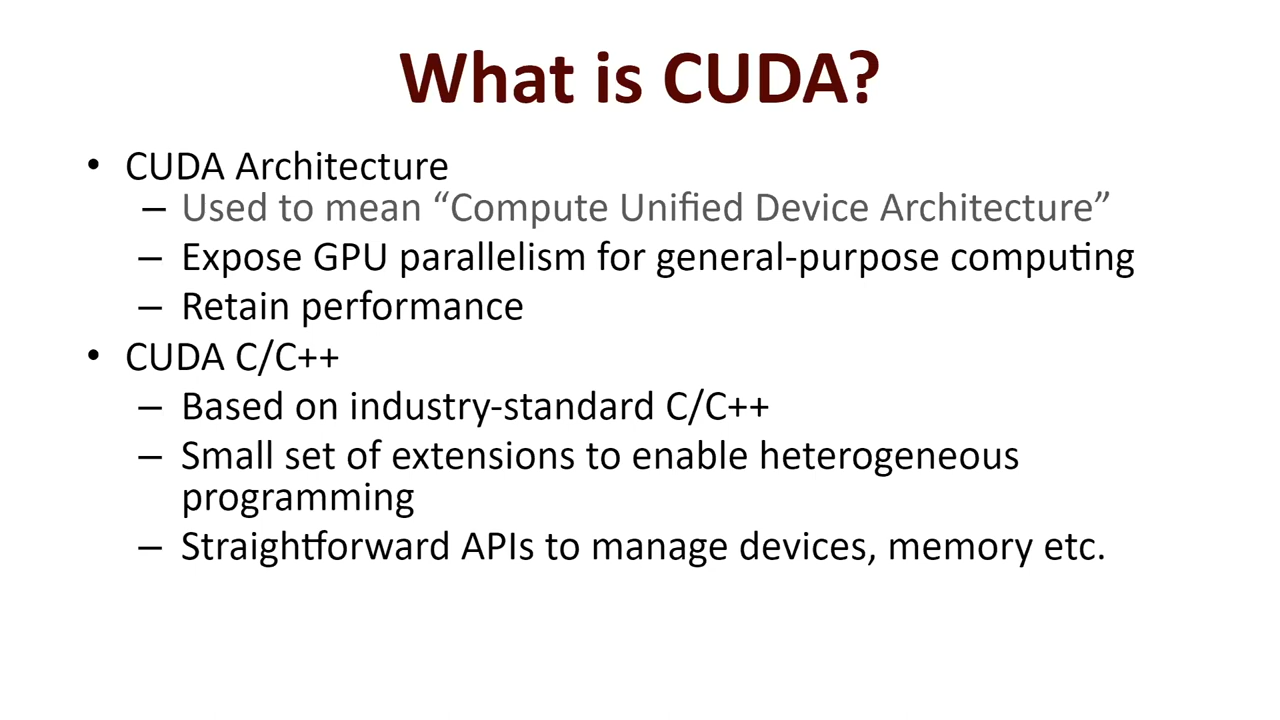 What is CUDA?
• CUDA Architecture
– Used to mean “Compute Unified Device Architecture”
– Expose GPU parallelism for general-purpose computing
– Retain performance
• CUDA C/C++
– Based on industry-standard C/C++
– Small set of extensions to enable heterogeneous
programming
– Straightforward APIs to manage devices, memory etc.